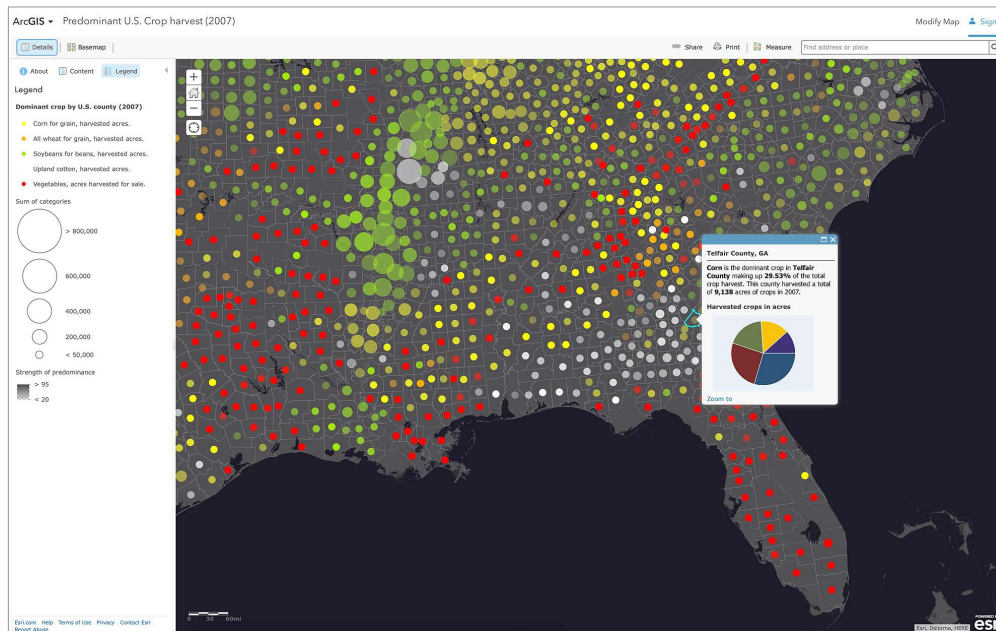 ArcGIS ▾ Predominant U.S. Crop harvest (2007)
Modify Map Sign
Details Basemap
Share Print Measure Find address or place
About Content Legend
Legend
Dominant crop by U.S. county (2007)
Corn for grain, harvested acres.
All wheat for grain, harvested acres.
Soybeans for beans, harvested acres.
Upland cotton, harvested acres.
Vegetables, acres harvested for sale.
Sum of categories
> 800,000
600,000
400,000
200,000
< 50,000
Strength of predominance
> 95
< 20
Telfair County, GA
Corn is the dominant crop in Telfair
County making up 29.53% of the total
crop harvest. This county harvested a total
of 9,138 acres of crops in 2007.
Harvested crops in acres
Zoom to
0 30 60mi
Esri.com Help Terms of Use Privacy Contact Esri
Report Abuse
Esri, Delorme, HERE
POWERED BY
esri